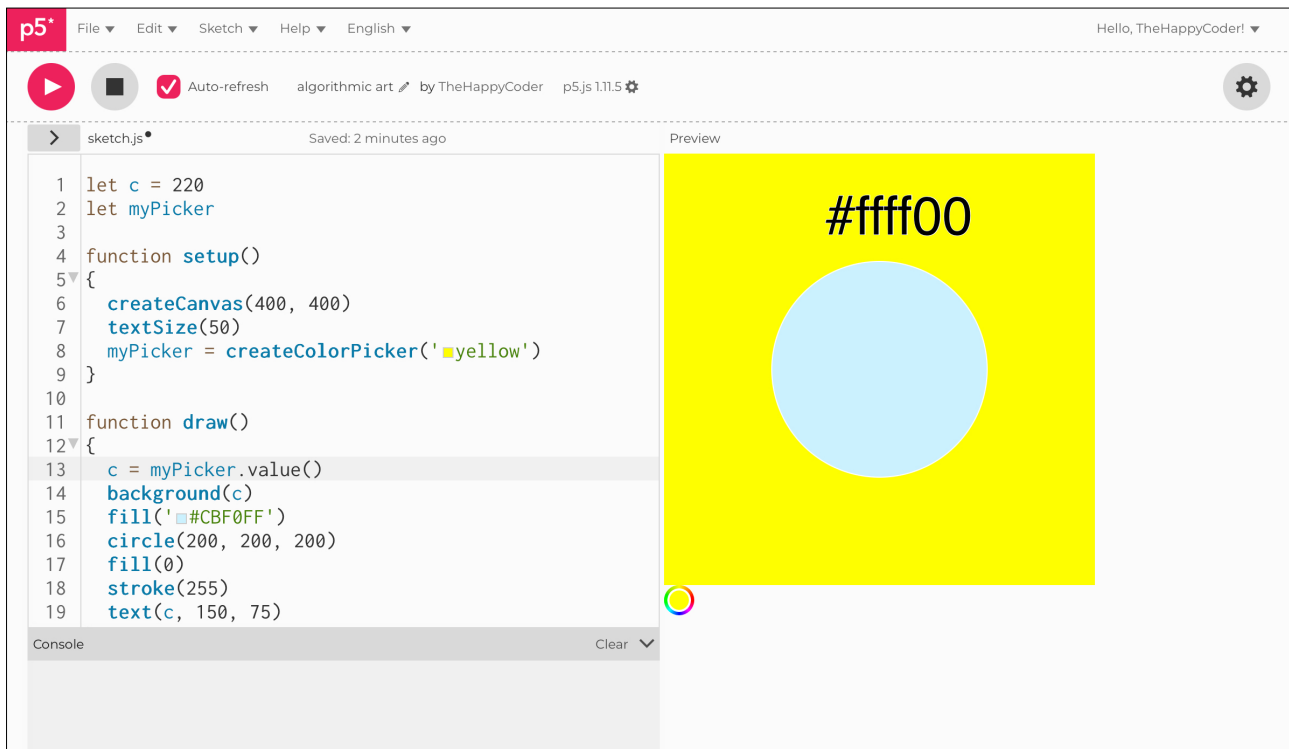 p5* File Edit Sketch Help English Hello, TheHappyCoder!
Auto-refresh algorithmic art by TheHappyCoder p5.js 1.11.5
sketch.js Saved: 2 minutes ago Preview
1 let c = 220
2 let myPicker
3
4 function setup()
5 {
6 createCanvas(400, 400)
7 textSize(50)
8 myPicker = createColorPicker('yellow')
9 }
10
11 function draw()
12 {
13 c = myPicker.value()
14 background(c)
15 fill('#CBF0FF')
16 circle(200, 200, 200)
17 fill(0)
18 stroke(255)
19 text(c, 150, 75)
#ffff00
Console Clear